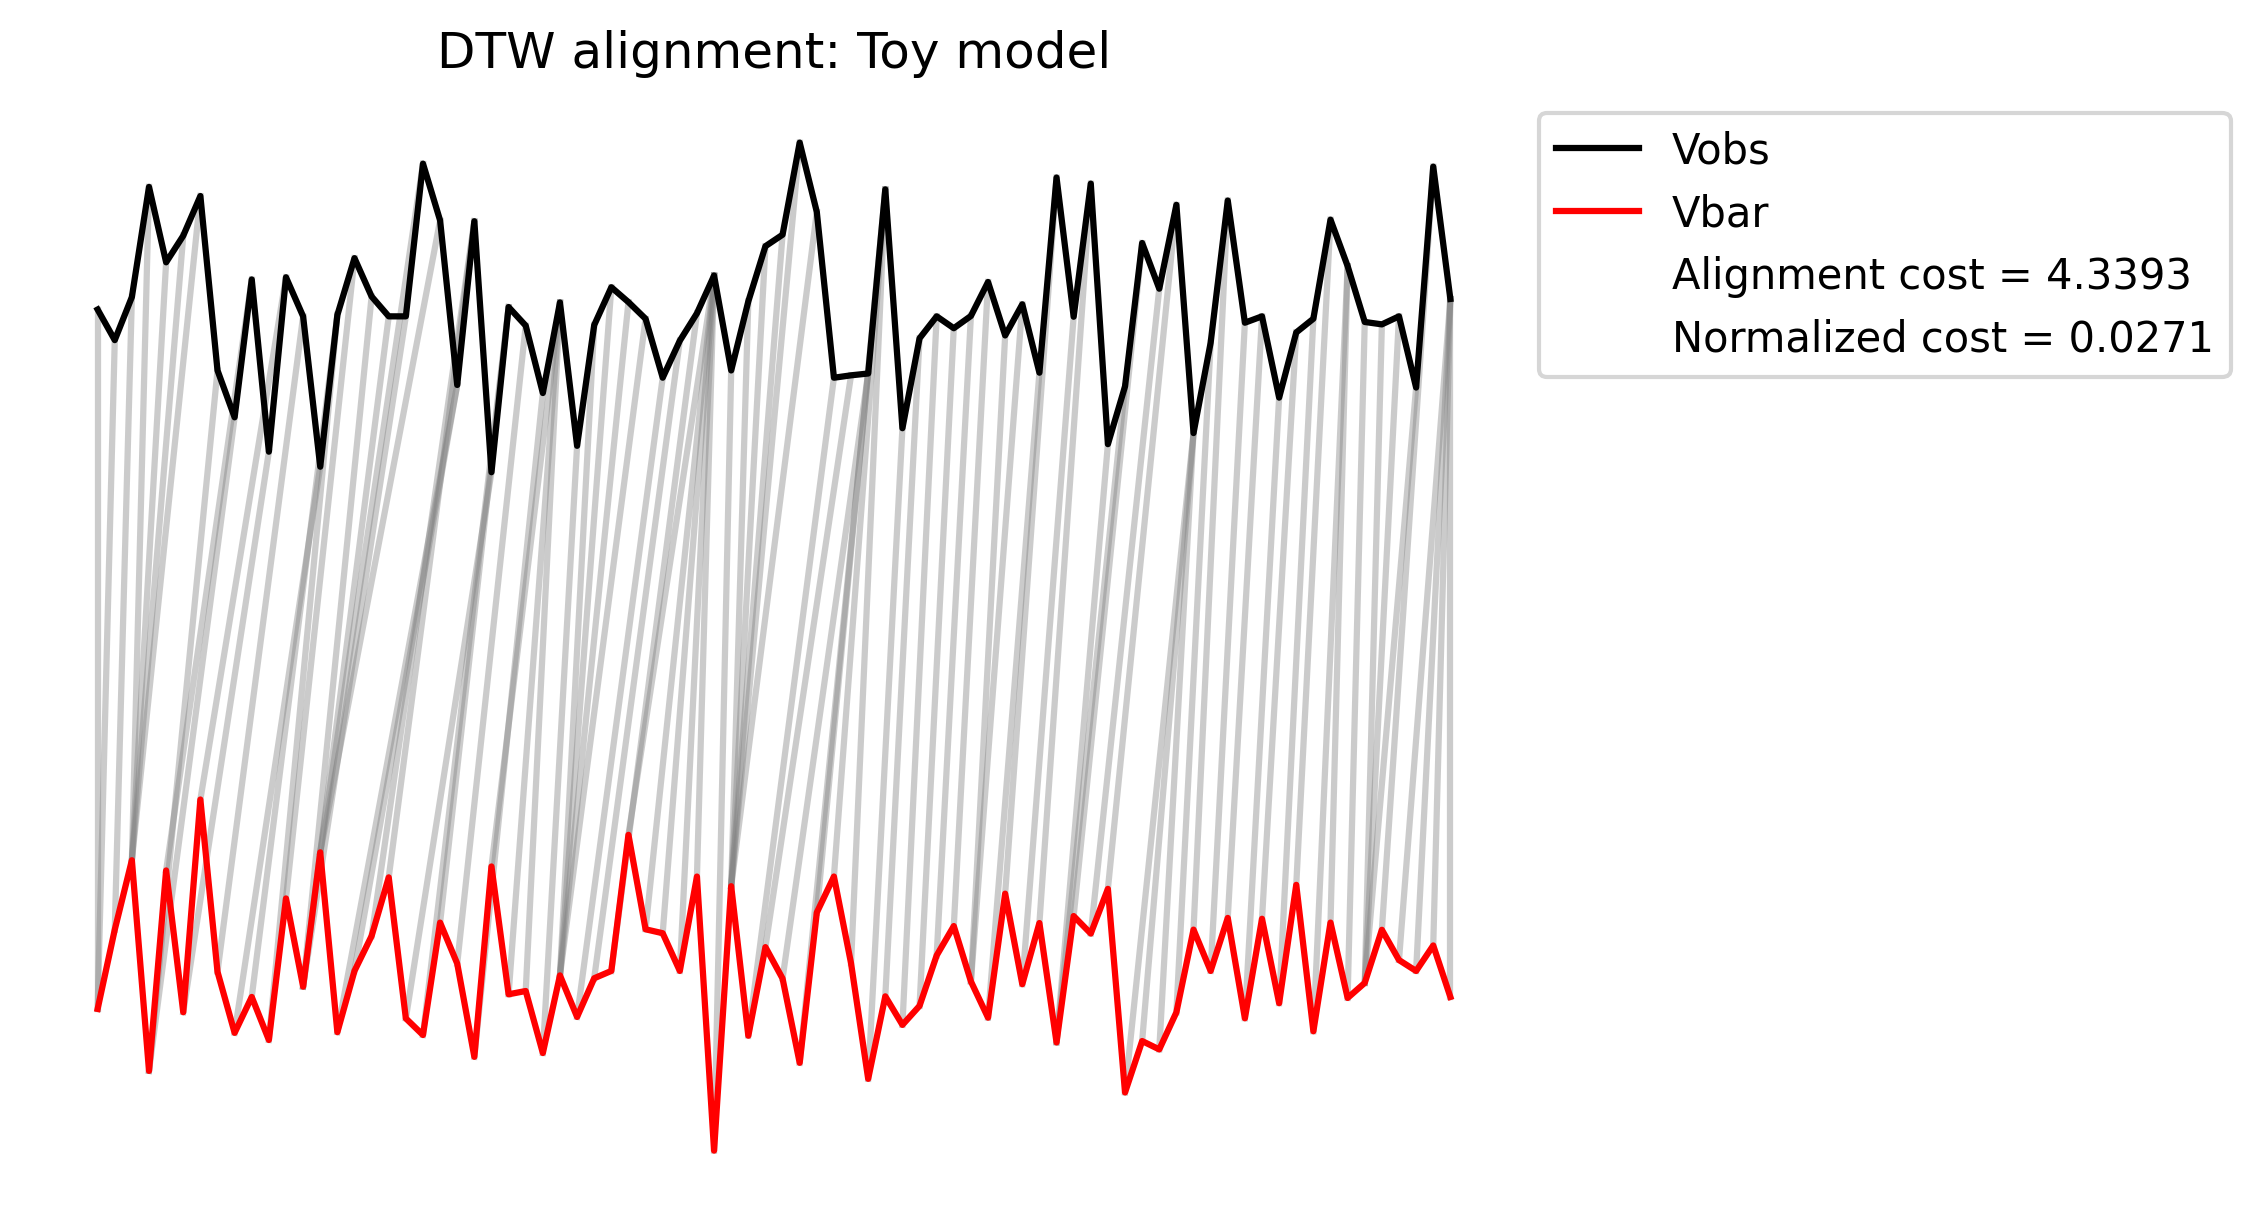 DTW alignment: Toy model
Vobs
Vbar
Alignment cost = 4.3393
Normalized cost = 0.0271